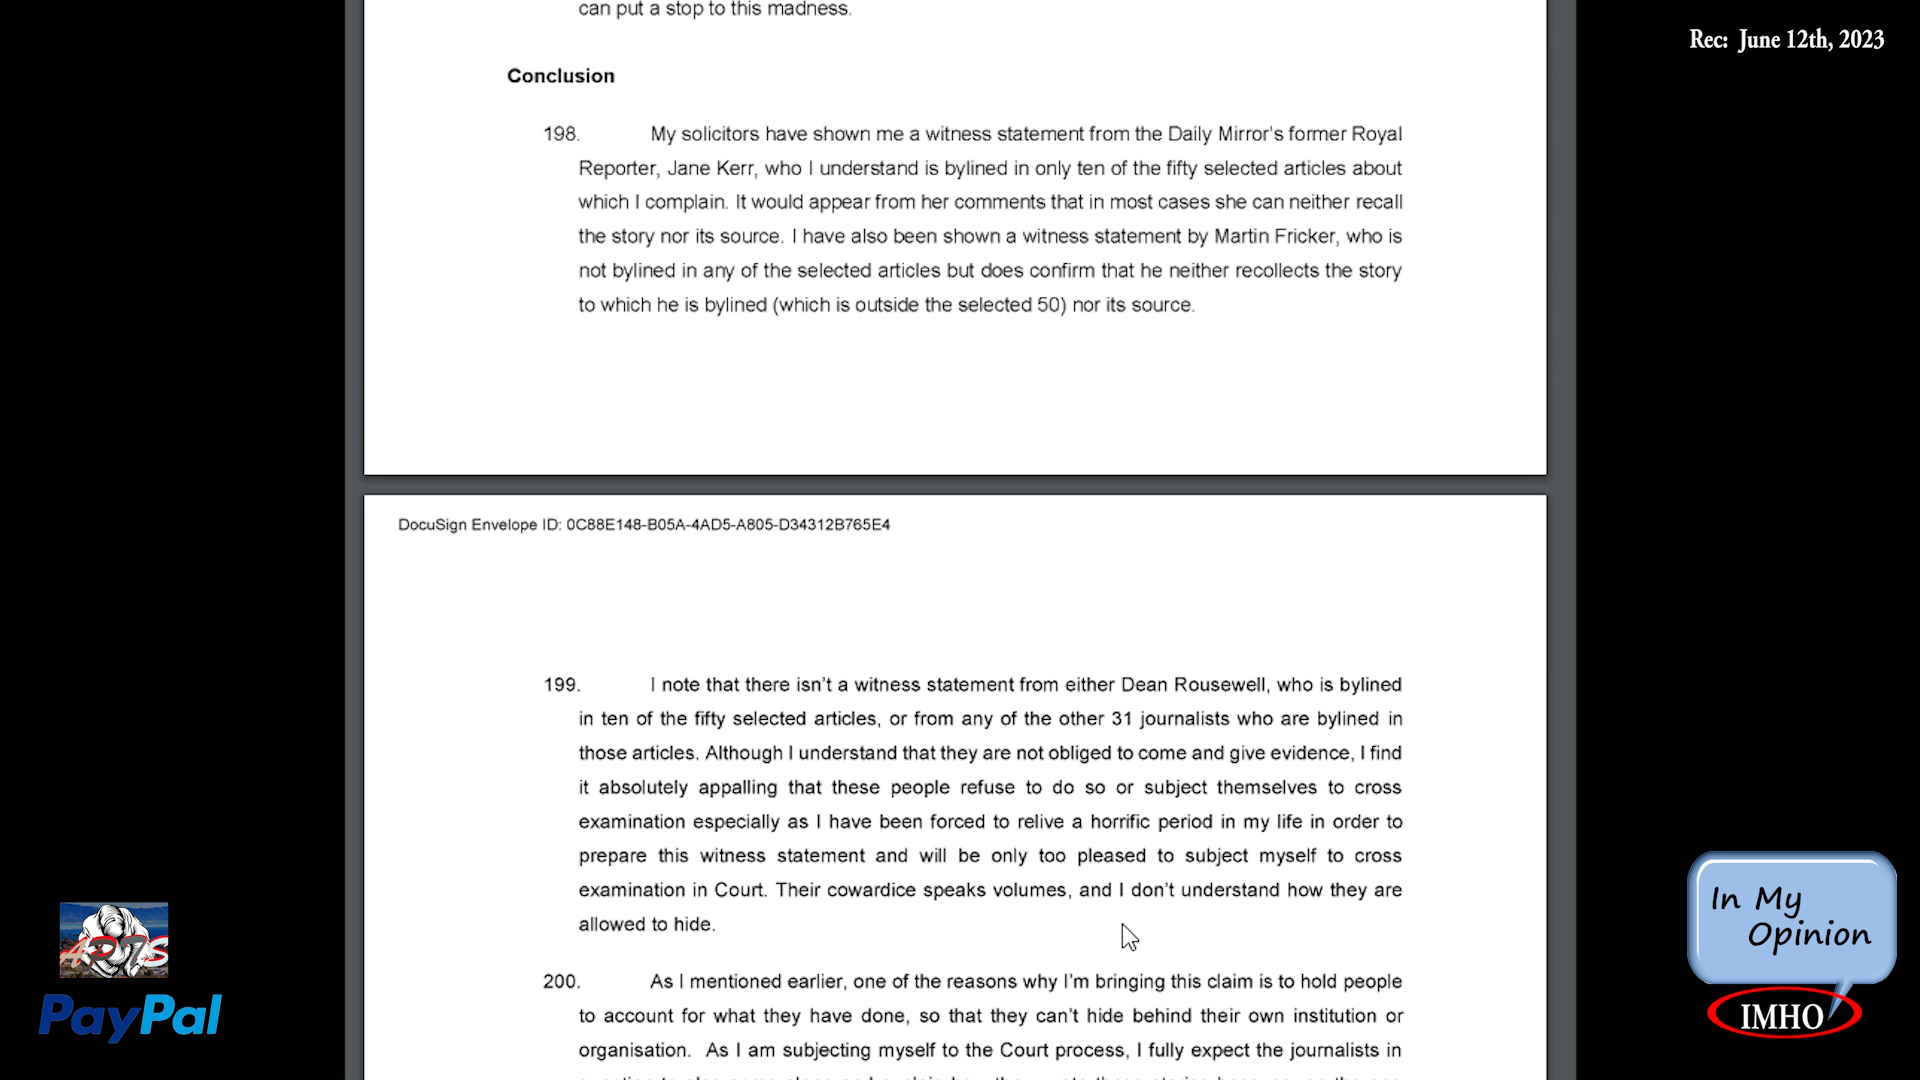 can put a stop to this madness.
Rec: June 12th, 2023
Conclusion
198. My solicitors have shown me a witness statement from the Daily Mirror's former Royal
Reporter, Jane Kerr, who I understand is bylined in only ten of the fifty selected articles about
which I complain. It would appear from her comments that in most cases she can neither recall
the story nor its source. I have also been shown a witness statement by Martin Fricker, who is
not bylined in any of the selected articles but does confirm that he neither recollects the story
to which he is bylined (which is outside the selected 50) nor its source.
DocuSign Envelope ID: 0C88E148-B05A-4AD5-A805-D34312B765E4
199. I note that there isn't a witness statement from either Dean Rousewell, who is bylined
in ten of the fifty selected articles, or from any of the other 31 journalists who are bylined in
those articles. Although I understand that they are not obliged to come and give evidence, I find
it absolutely appalling that these people refuse to do so or subject themselves to cross
examination especially as I have been forced to relive a horrific period in my life in order to
prepare this witness statement and will be only too pleased to subject myself to cross
examination in Court. Their cowardice speaks volumes, and I don't understand how they are
allowed to hide.
200. As I mentioned earlier, one of the reasons why I'm bringing this claim is to hold people
to account for what they have done, so that they can't hide behind their own institution or
organisation. As I am subjecting myself to the Court process, I fully expect the journalists in
PayPal
In My
Opinion
IMHO